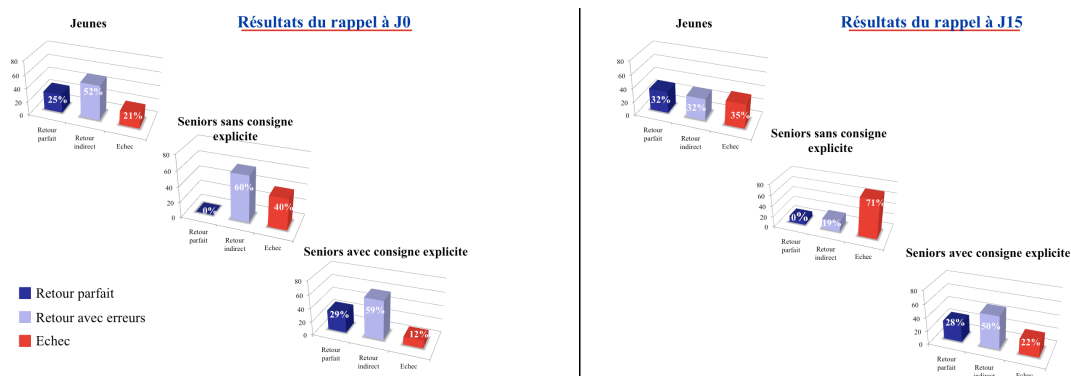 Jeunes
Résultats du rappel à J0
80
60
40
20
0
25%
52%
21%
Retour
parfait
Retour
indirect
Echec
Seniors sans consigne
explicite
80
60
40
20
0
0%
60%
40%
Retour
parfait
Retour
indirect
Echec
Seniors avec consigne explicite
80
60
40
20
0
29%
59%
12%
Retour
parfait
Retour
indirect
Echec
Retour parfait
Retour avec erreurs
Echec
Jeunes
Résultats du rappel à J15
80
60
40
20
0
32%
32%
35%
Retour
parfait
Retour
indirect
Echec
Seniors sans consigne
explicite
80
60
40
20
0
0%
19%
71%
Retour
parfait
Retour
indirect
Echec
Seniors avec consigne explicite
80
60
40
20
0
28%
50%
22%
Retour
parfait
Retour
indirect
Echec